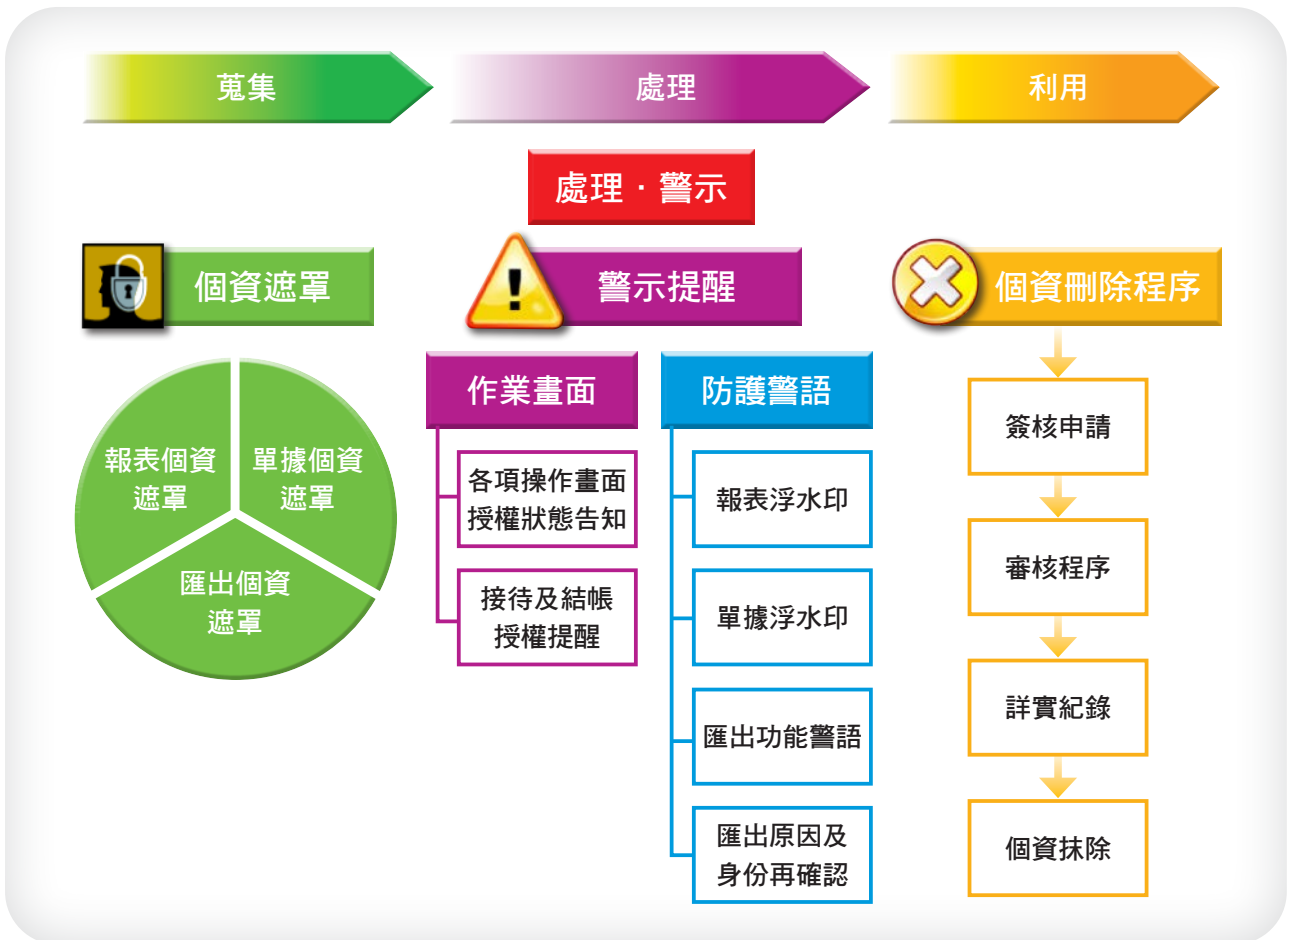 蒐集
處理
利用
處理‧警示
個資遮罩
警示提醒
個資刪除程序
報表個資
遮罩
單據個資
遮罩
匯出個資
遮罩
作業畫面
各項操作畫面
授權狀態告知
接待及結帳
授權提醒
防護警語
報表浮水印
單據浮水印
匯出功能警語
匯出原因及
身份再確認
簽核申請
審核程序
詳實紀錄
個資抹除